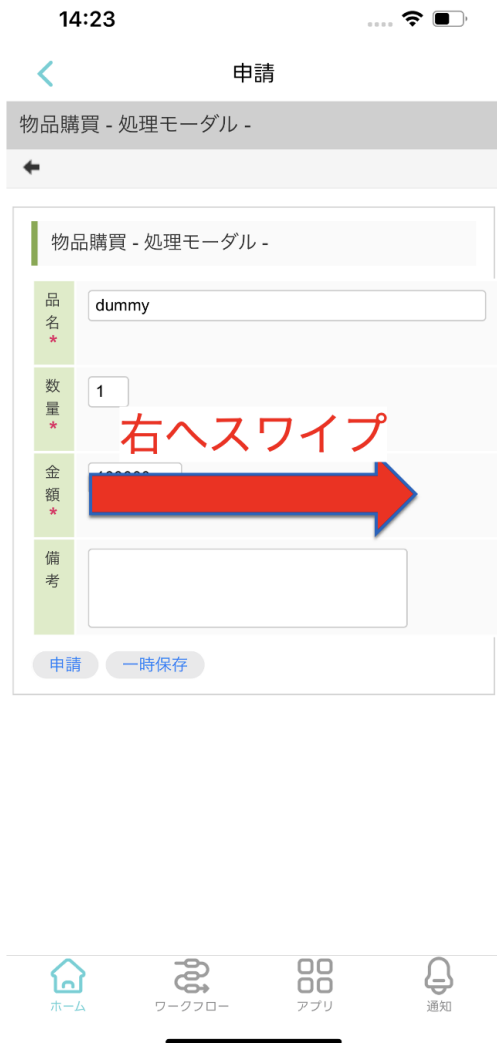 14:23
申請
物品購買 - 処理モーダル -
物品購買 - 処理モーダル -
品名*
dummy
数量*
1
右へスワイプ
金額*
備考
申請 一時保存
ホーム ワークフロー アプリ 通知